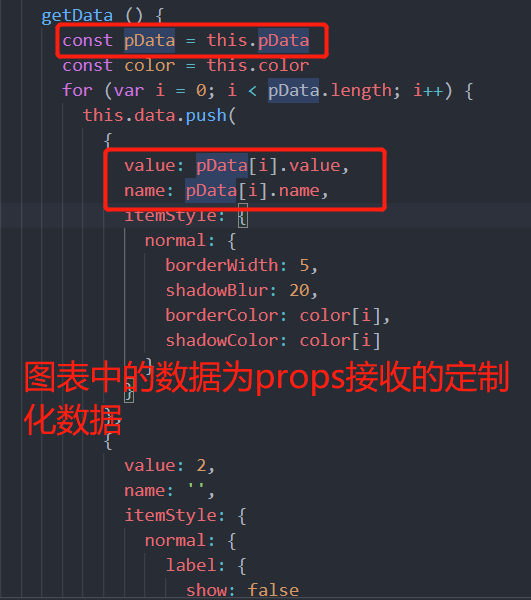 getData () {
const pData = this.pData
const color = this.color
for (var i = 0; i < pData.length; i++) {
this.data.push(
{
value: pData[i].value,
name: pData[i].name,
itemStyle: {
normal: {
borderWidth: 5,
shadowBlur: 20,
borderColor: color[i],
shadowColor: color[i]
}
图表中的数据为props接收的定制
}
化数据
},
{
value: 2,
name: '',
itemStyle: {
normal: {
label: {
show: false